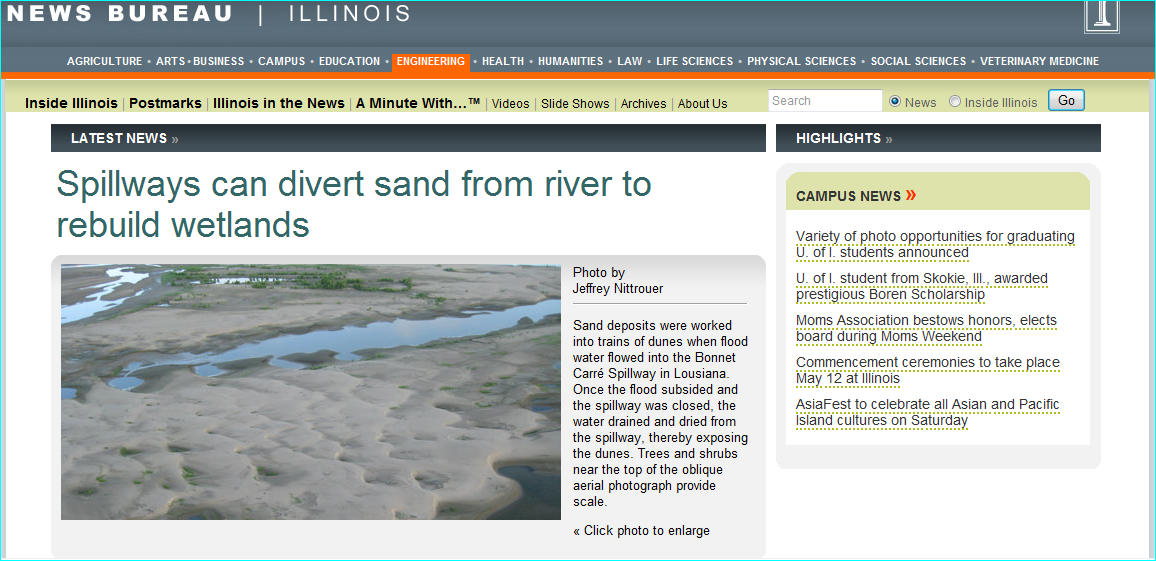 NEWS BUREAU | ILLINOIS
AGRICULTURE • ARTS • BUSINESS • CAMPUS • EDUCATION • ENGINEERING • HEALTH • HUMANITIES • LAW • LIFE SCIENCES • PHYSICAL SCIENCES • SOCIAL SCIENCES • VETERINARY MEDICINE
Inside Illinois | Postmarks | Illinois in the News | A Minute With...™ | Videos | Slide Shows | Archives | About Us
Search News Inside Illinois Go
LATEST NEWS »
Spillways can divert sand from river to
rebuild wetlands
Photo by
Jeffrey Nittrouer
Sand deposits were worked
into trains of dunes when flood
water flowed into the Bonnet
Carré Spillway in Lousiana.
Once the flood subsided and
the spillway was closed, the
water drained and dried from
the spillway, thereby exposing
the dunes. Trees and shrubs
near the top of the oblique
aerial photograph provide
scale.
« Click photo to enlarge
HIGHLIGHTS »
CAMPUS NEWS »
Variety of photo opportunities for graduating
U. of I. students announced
U. of I. student from Skokie, Ill., awarded
prestigious Boren Scholarship
Moms Association bestows honors, elects
board during Moms Weekend
Commencement ceremonies to take place
May 12 at Illinois
AsiaFest to celebrate all Asian and Pacific
Island cultures on Saturday